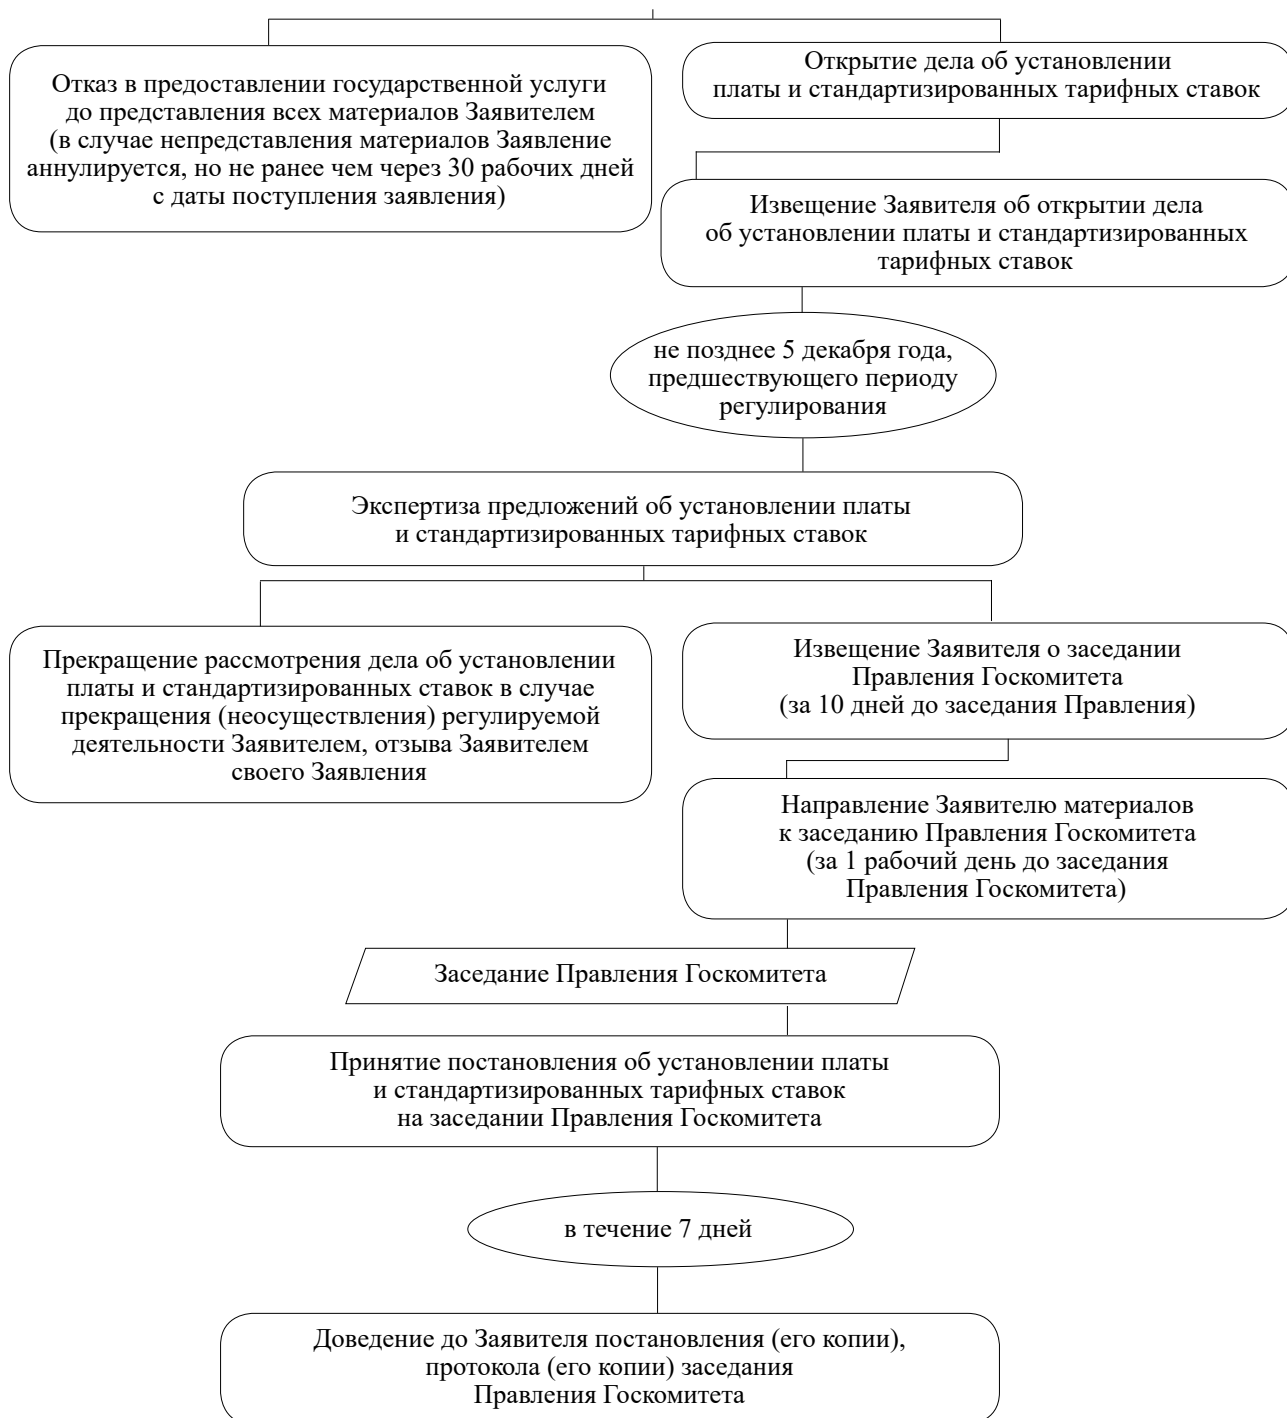 Отказ в предоставлении государственной услуги
до представления всех материалов Заявителем
(в случае непредставления материалов Заявление
аннулируется, но не ранее чем через 30 рабочих дней
с даты поступления заявления)
Открытие дела об установлении
платы и стандартизированных тарифных ставок
Извещение Заявителя об открытии дела
об установлении платы и стандартизированных
тарифных ставок
не позднее 5 декабря года,
предшествующего периоду
регулирования
Экспертиза предложений об установлении платы
и стандартизированных тарифных ставок
Прекращение рассмотрения дела об установлении
платы и стандартизированных ставок в случае
прекращения (неосуществления) регулируемой
деятельности Заявителем, отзыва Заявителем
своего Заявления
Извещение Заявителя о заседании
Правления Госкомитета
(за 10 дней до заседания Правления)
Направление Заявителю материалов
к заседанию Правления Госкомитета
(за 1 рабочий день до заседания
Правления Госкомитета)
Заседание Правления Госкомитета
Принятие постановления об установлении платы
и стандартизированных тарифных ставок
на заседании Правления Госкомитета
в течение 7 дней
Доведение до Заявителя постановления (его копии),
протокола (его копии) заседания
Правления Госкомитета